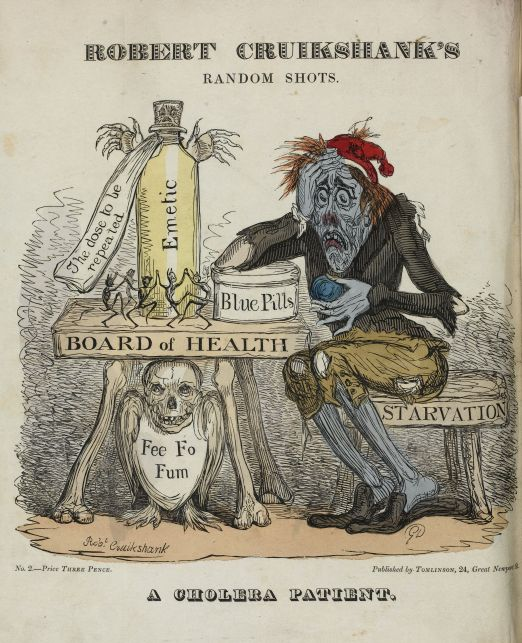 ROBERT CRUIKSHANK'S
RANDOM SHOTS.
The dose to be
repeated
Emetic
Blue Pills
BOARD of HEALTH
STARVATION
Fee Fo
Fum
Robt. Cruikshank
No. 2.—Price THREE PENCE.
Published by TOMLINSON, 24, Great Newport
A CHOLERA PATIENT.